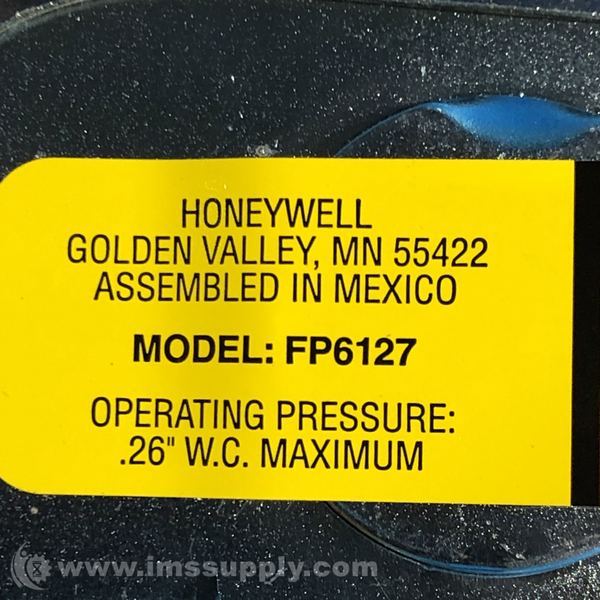 HONEYWELL
GOLDEN VALLEY, MN 55422
ASSEMBLED IN MEXICO
MODEL: FP6127
OPERATING PRESSURE:
.26" W.C. MAXIMUM
www.imssupply.com